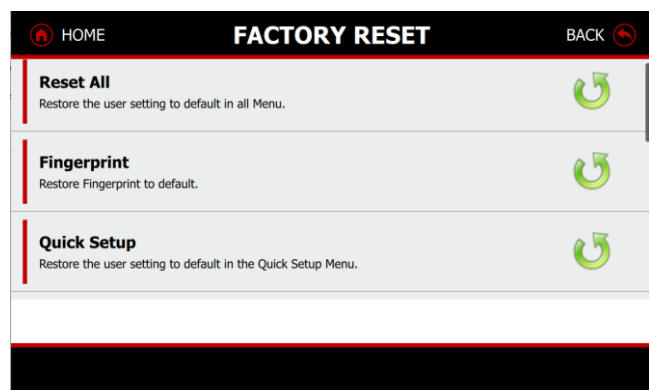 HOME FACTORY RESET BACK
Reset All
Restore the user setting to default in all Menu.
Fingerprint
Restore Fingerprint to default.
Quick Setup
Restore the user setting to default in the Quick Setup Menu.